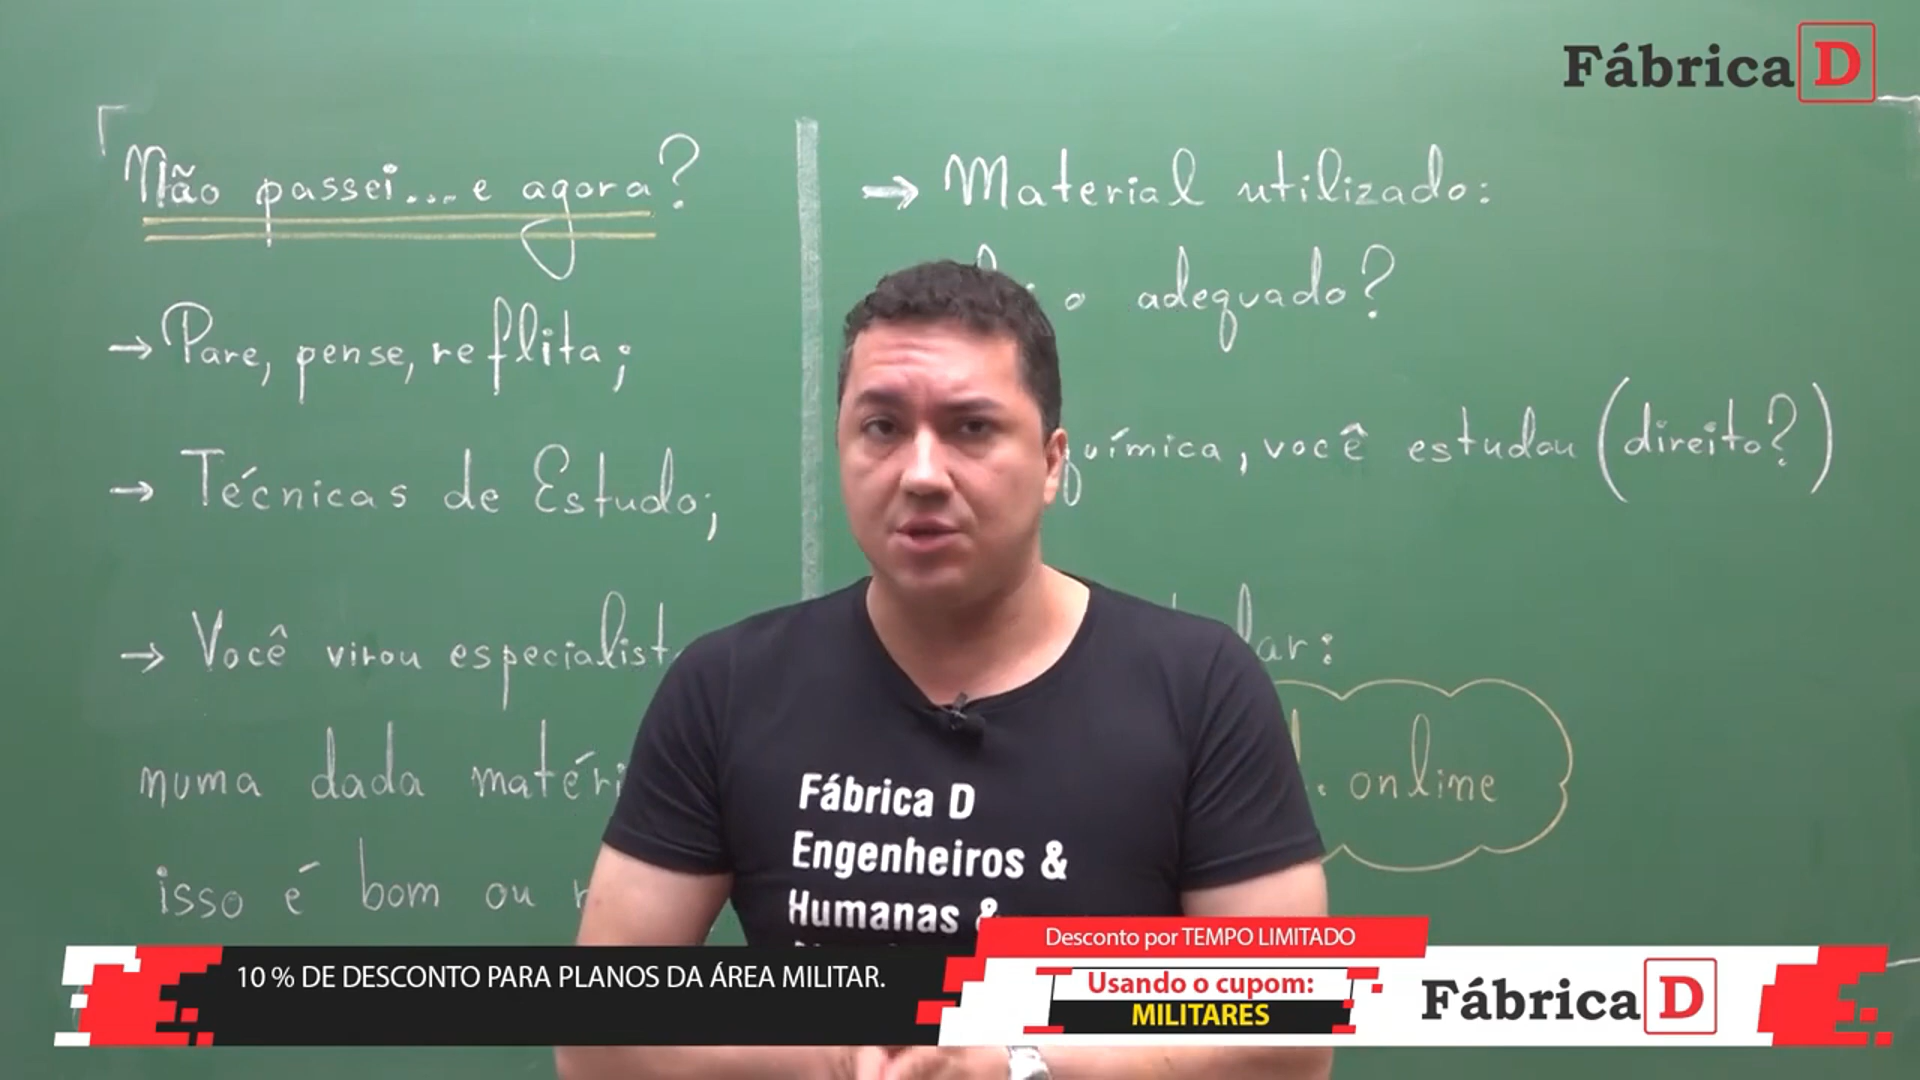 Fábrica D
Não passei... e agora?
→ Pare, pense, reflita;
→ Técnicas de Estudo;
→ Você virou especialist
numa dada matéri
isso é bom ou
→ Material utilizado:
o adequado?
química, você estudou (direito?)
lar:
online
Fábrica D
Engenheiros &
Humanas &
Desconto por TEMPO LIMITADO
10 % DE DESCONTO PARA PLANOS DA ÁREA MILITAR.
Usando o cupom:
MILITARES
Fábrica D